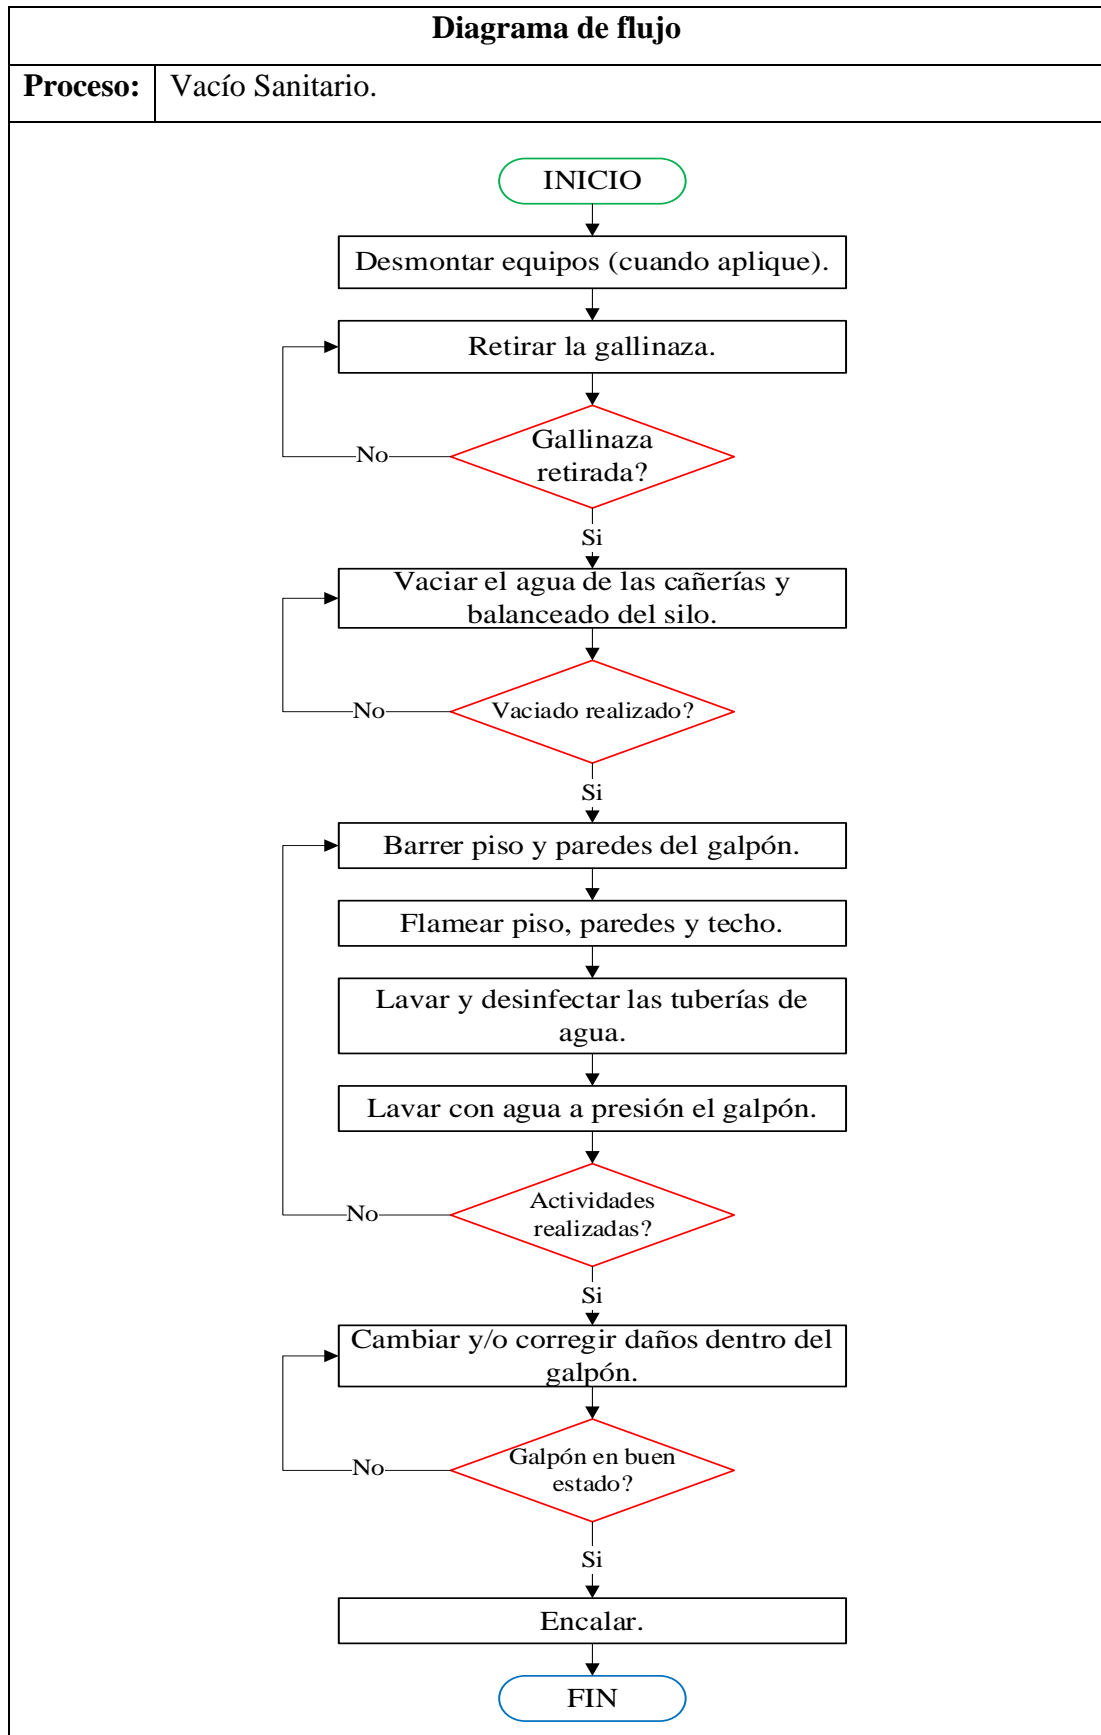 Diagrama de flujo
Proceso: Vacío Sanitario.
INICIO
Desmontar equipos (cuando aplique).
Retirar la gallinaza.
Gallinaza
retirada?
No
Si
Vaciar el agua de las cañerías y
balanceado del silo.
Vaciado realizado?
No
Si
Barrer piso y paredes del galpón.
Flamear piso, paredes y techo.
Lavar y desinfectar las tuberías de
agua.
Lavar con agua a presión el galpón.
Actividades
realizadas?
No
Si
Cambiar y/o corregir daños dentro del
galpón.
Galpón en buen
estado?
No
Si
Encalar.
FIN